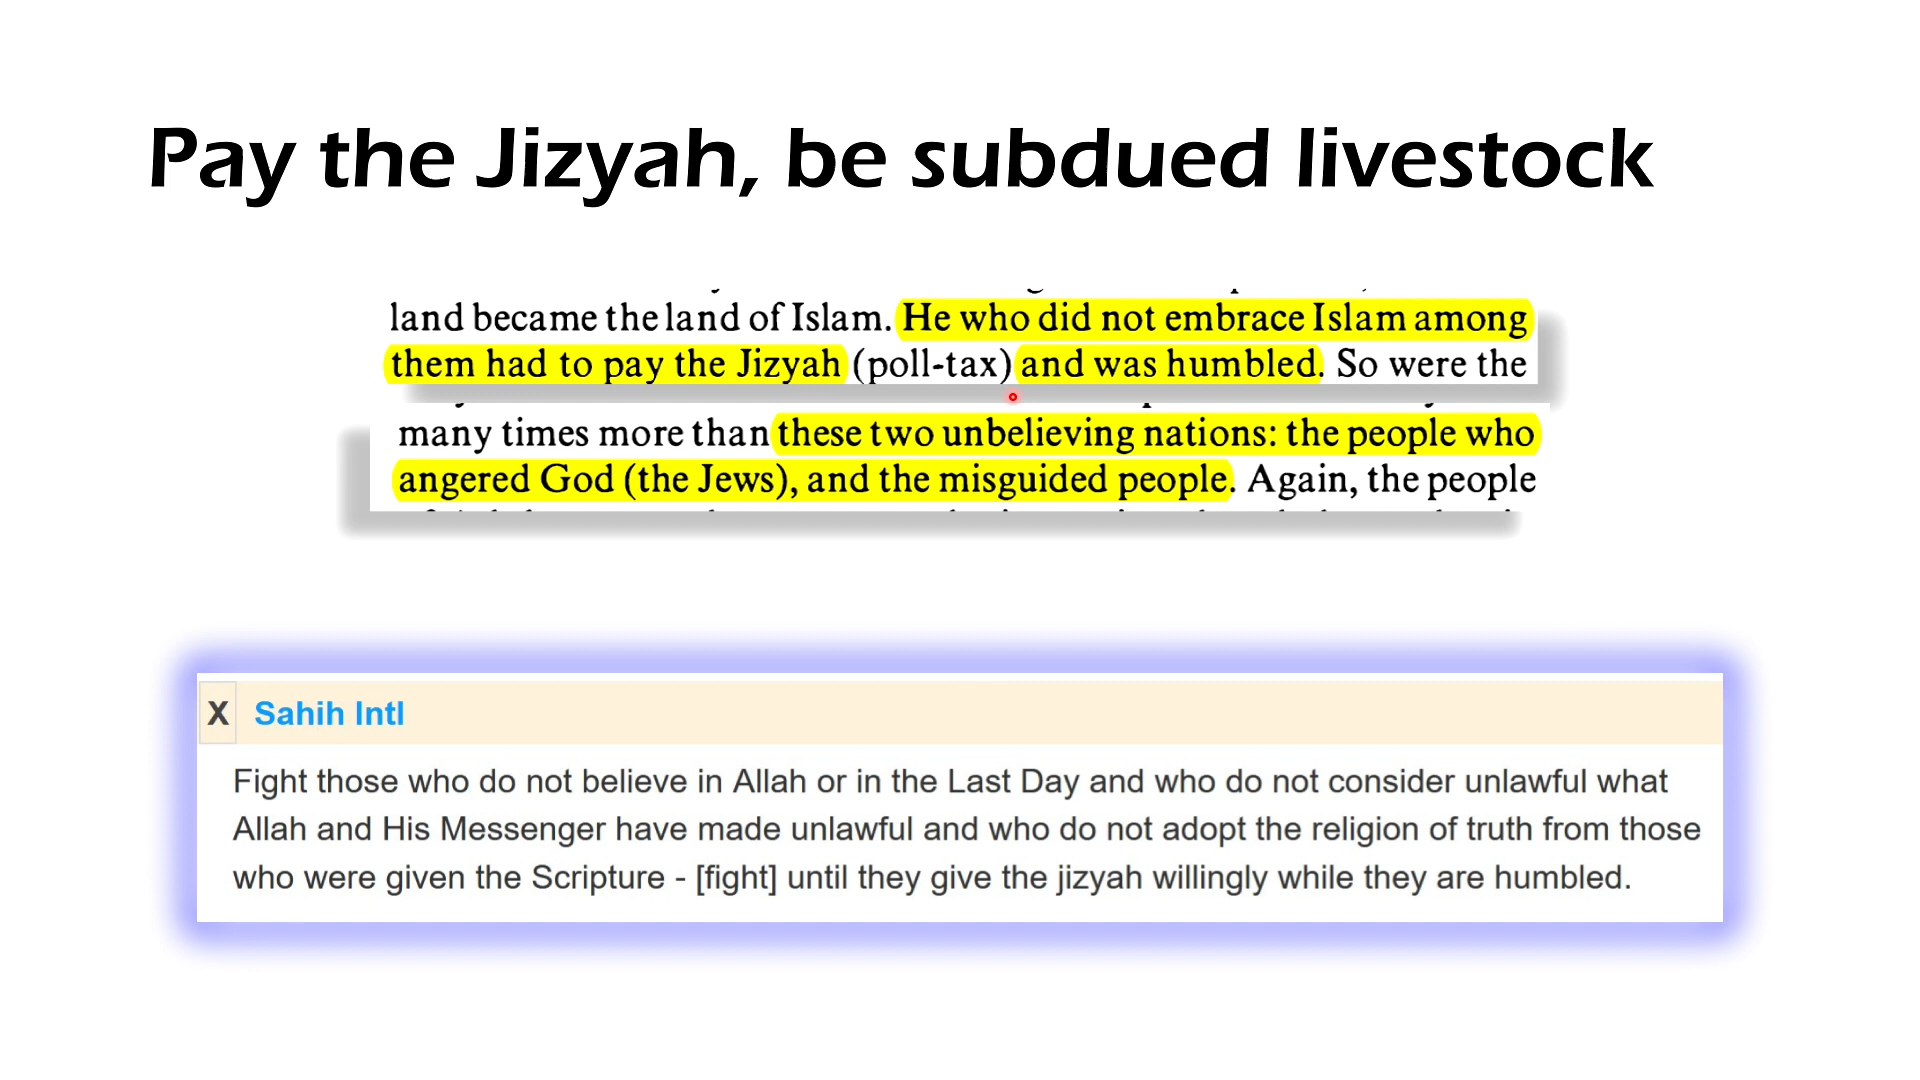 Pay the Jizyah, be subdued livestock
land became the land of Islam. He who did not embrace Islam among
them had to pay the Jizyah (poll-tax) and was humbled. So were the
many times more than these two unbelieving nations: the people who
angered God (the Jews), and the misguided people. Again, the people
X Sahih Intl
Fight those who do not believe in Allah or in the Last Day and who do not consider unlawful what
Allah and His Messenger have made unlawful and who do not adopt the religion of truth from those
who were given the Scripture - [fight] until they give the jizyah willingly while they are humbled.